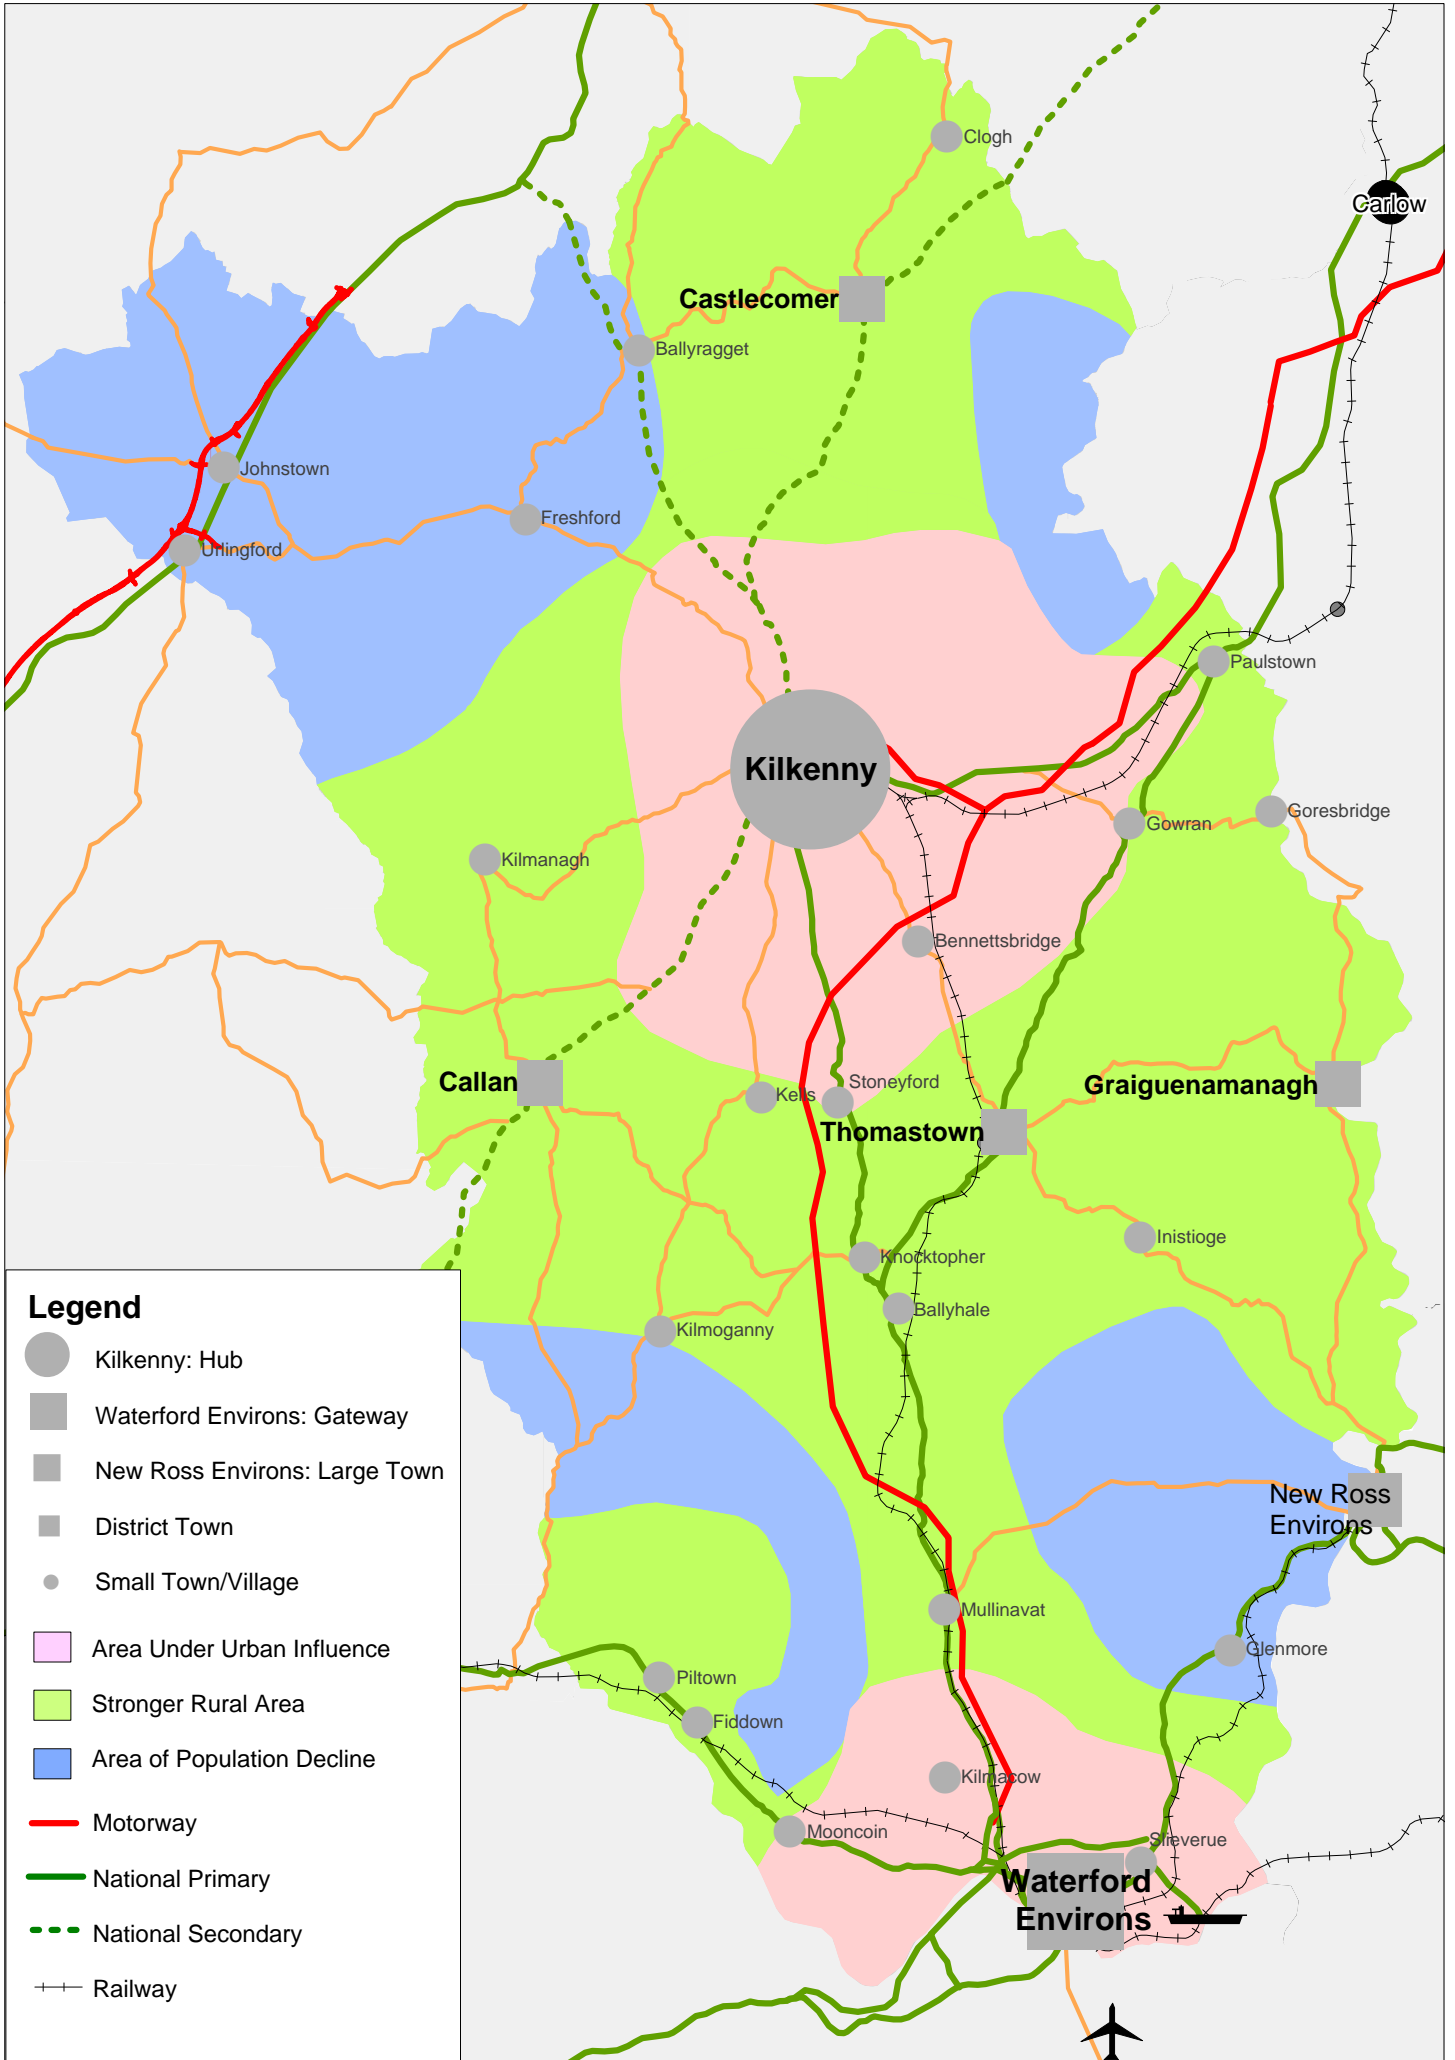 Clogh
Carlow
Castlecomer
Ballyragget
Johnstown
Freshford
Urlingford
Paulstown
Kilkenny
Goresbridge
Gowran
Kilmanagh
Bennettsbridge
Callan
Stoneyford
Graiguenamanagh
Kells
Thomastown
Inistioge
Knocktopher
Ballyhale
Kilmoganny
New Ross
Environs
Mullinavat
Glenmore
Piltown
Fiddown
Kilmacow
Mooncoin
Slieverue
Waterford
Environs
Legend
Kilkenny: Hub
Waterford Environs: Gateway
New Ross Environs: Large Town
District Town
Small Town/Village
Area Under Urban Influence
Stronger Rural Area
Area of Population Decline
Motorway
National Primary
National Secondary
Railway